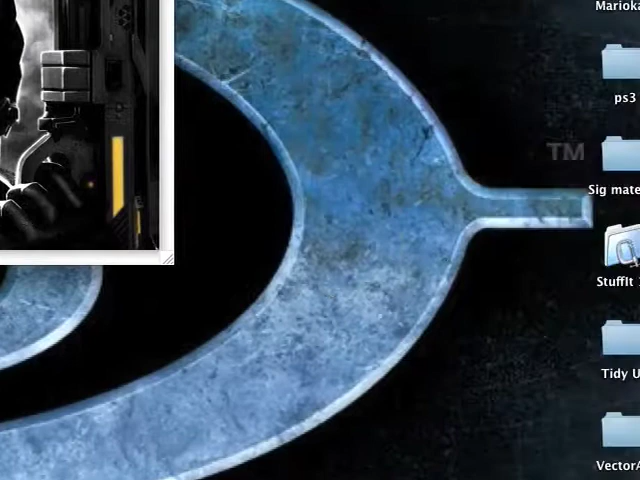 Marioka
TM
ps3
Sig mate
StuffIt
Tidy U
VectorA